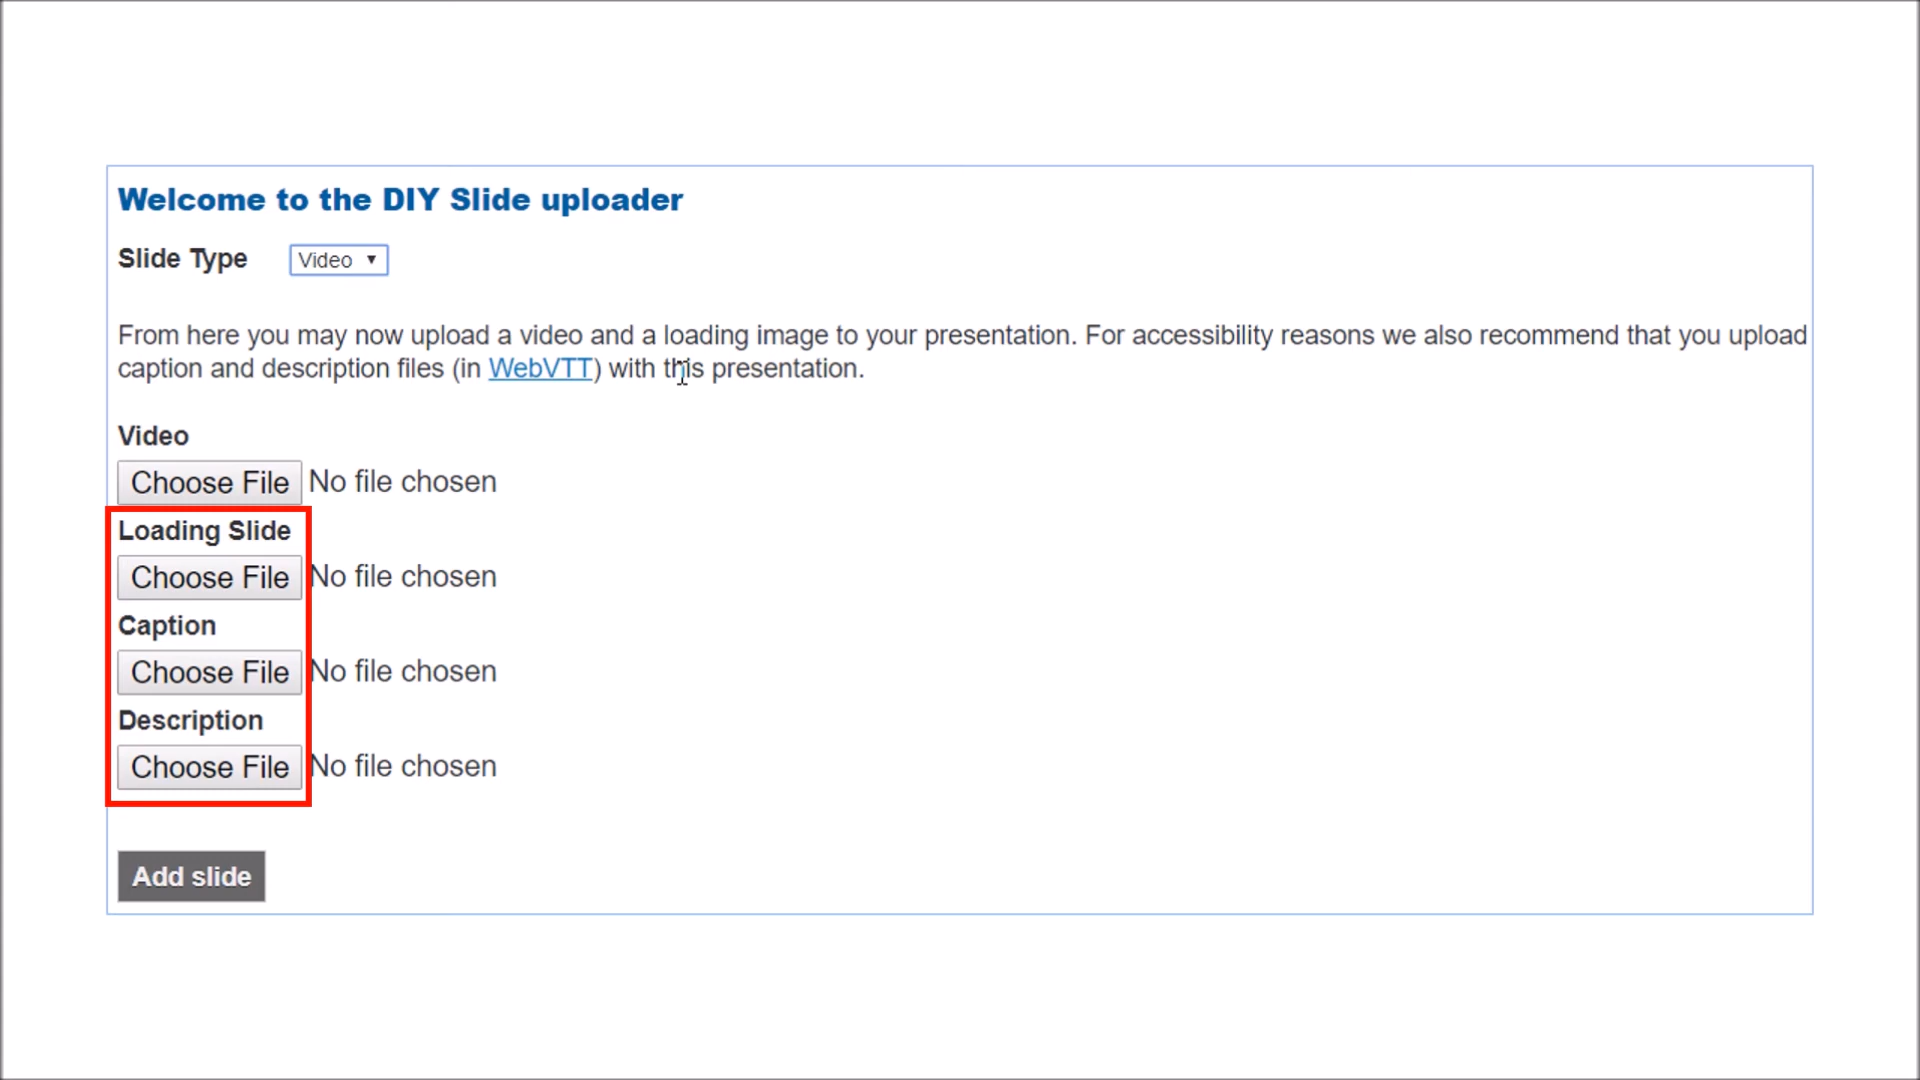 Welcome to the DIY Slide uploader
Slide Type Video
From here you may now upload a video and a loading image to your presentation. For accessibility reasons we also recommend that you upload
caption and description files (in WebVTT) with this presentation.
Video
Choose File No file chosen
Loading Slide
Choose File No file chosen
Caption
Choose File No file chosen
Description
Choose File No file chosen
Add slide